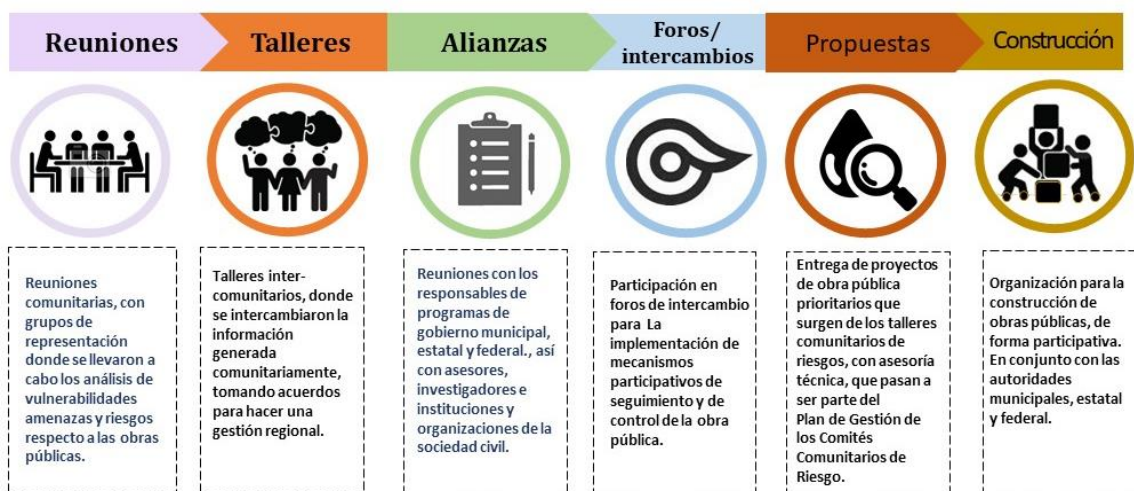 Reuniones
Talleres
Alianzas
Foros/
intercambios
Propuestas
Construcción
Reuniones
comunitarias, con
grupos de
representación
donde se llevaron a
cabo los análisis de
vulnerabilidades
amenazas y riesgos
respecto a las obras
públicas.
Talleres inter-
comunitarios, donde
se intercambiaron la
información
generada
comunitariamente,
tomando acuerdos
para hacer una
gestión regional.
Reuniones con los
responsables de
programas de
gobierno municipal,
estatal y federal., así
con asesores,
investigadores e
instituciones y
organizaciones de la
sociedad civil.
Participación en
foros de intercambio
para La
implementación de
mecanismos
participativos de
seguimiento y de
control de la obra
pública.
Entrega de proyectos
de obra pública
prioritarios que
surgen de los talleres
comunitarios de
riesgos, con asesoría
técnica, que pasan a
ser parte del
Plan de Gestión de
los Comités
Comunitarios de
Riesgo.
Organización para la
construcción de
obras públicas, de
forma participativa.
En conjunto con las
autoridades
municipales, estatal
y federal.